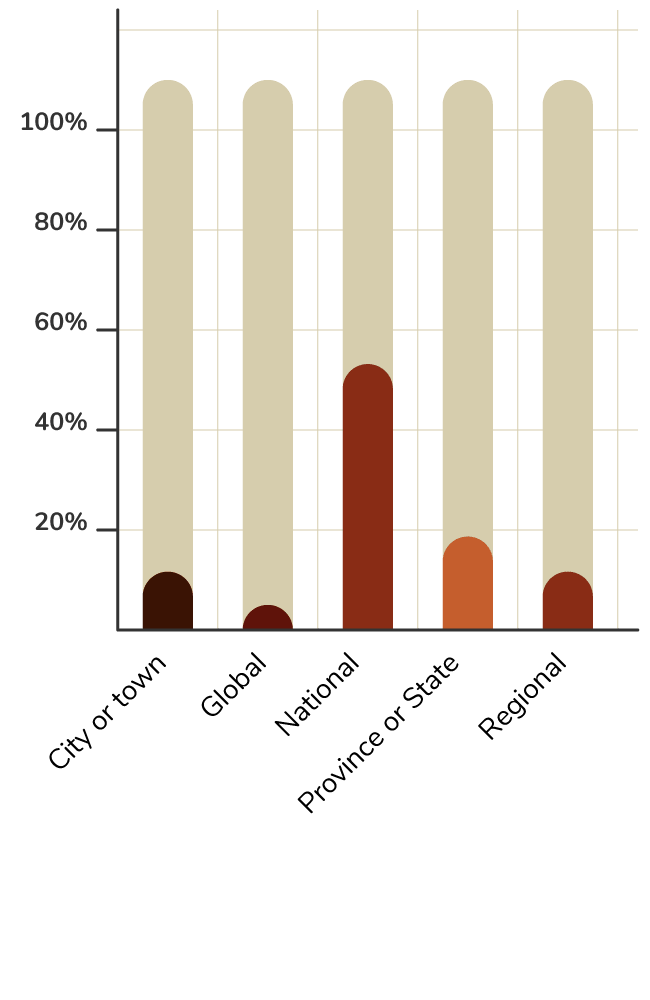 100%
80%
60%
40%
20%
City or town
Global
National
Province or State
Regional